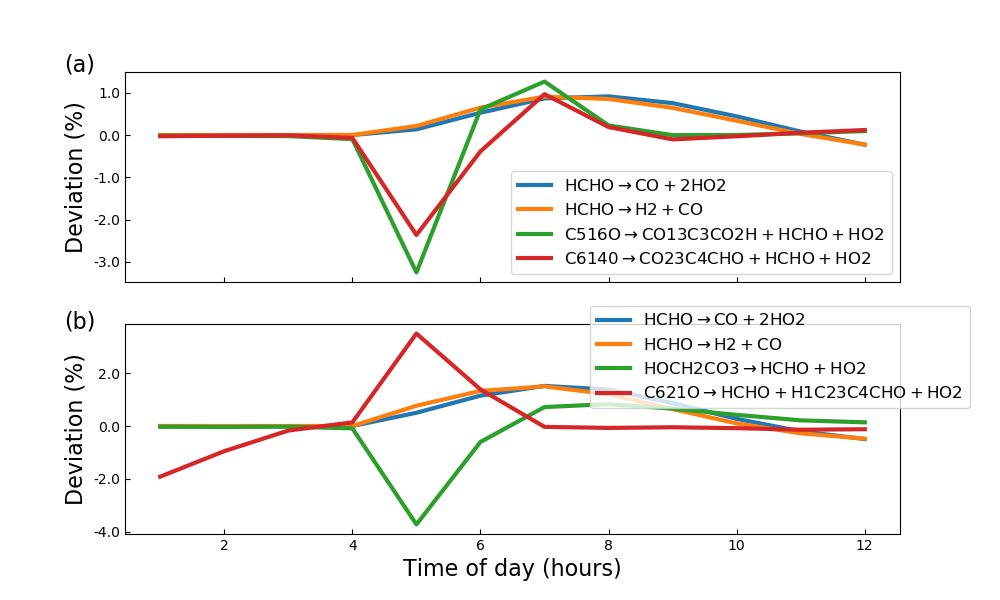 (a)
Deviation (%)
1.0
0.0
-1.0
-2.0
-3.0
HCHO→CO + 2HO2
HCHO→H2 + CO
C516O→CO13C3CO2H + HCHO + HO2
C6140→CO23C4CHO + HCHO + HO2
(b)
Deviation (%)
2.0
0.0
-2.0
-4.0
HCHO→CO + 2HO2
HCHO→H2 + CO
HOCH2CO3→HCHO + HO2
C621O→HCHO + H1C23C4CHO + HO2
2 4 6 8 10 12
Time of day (hours)